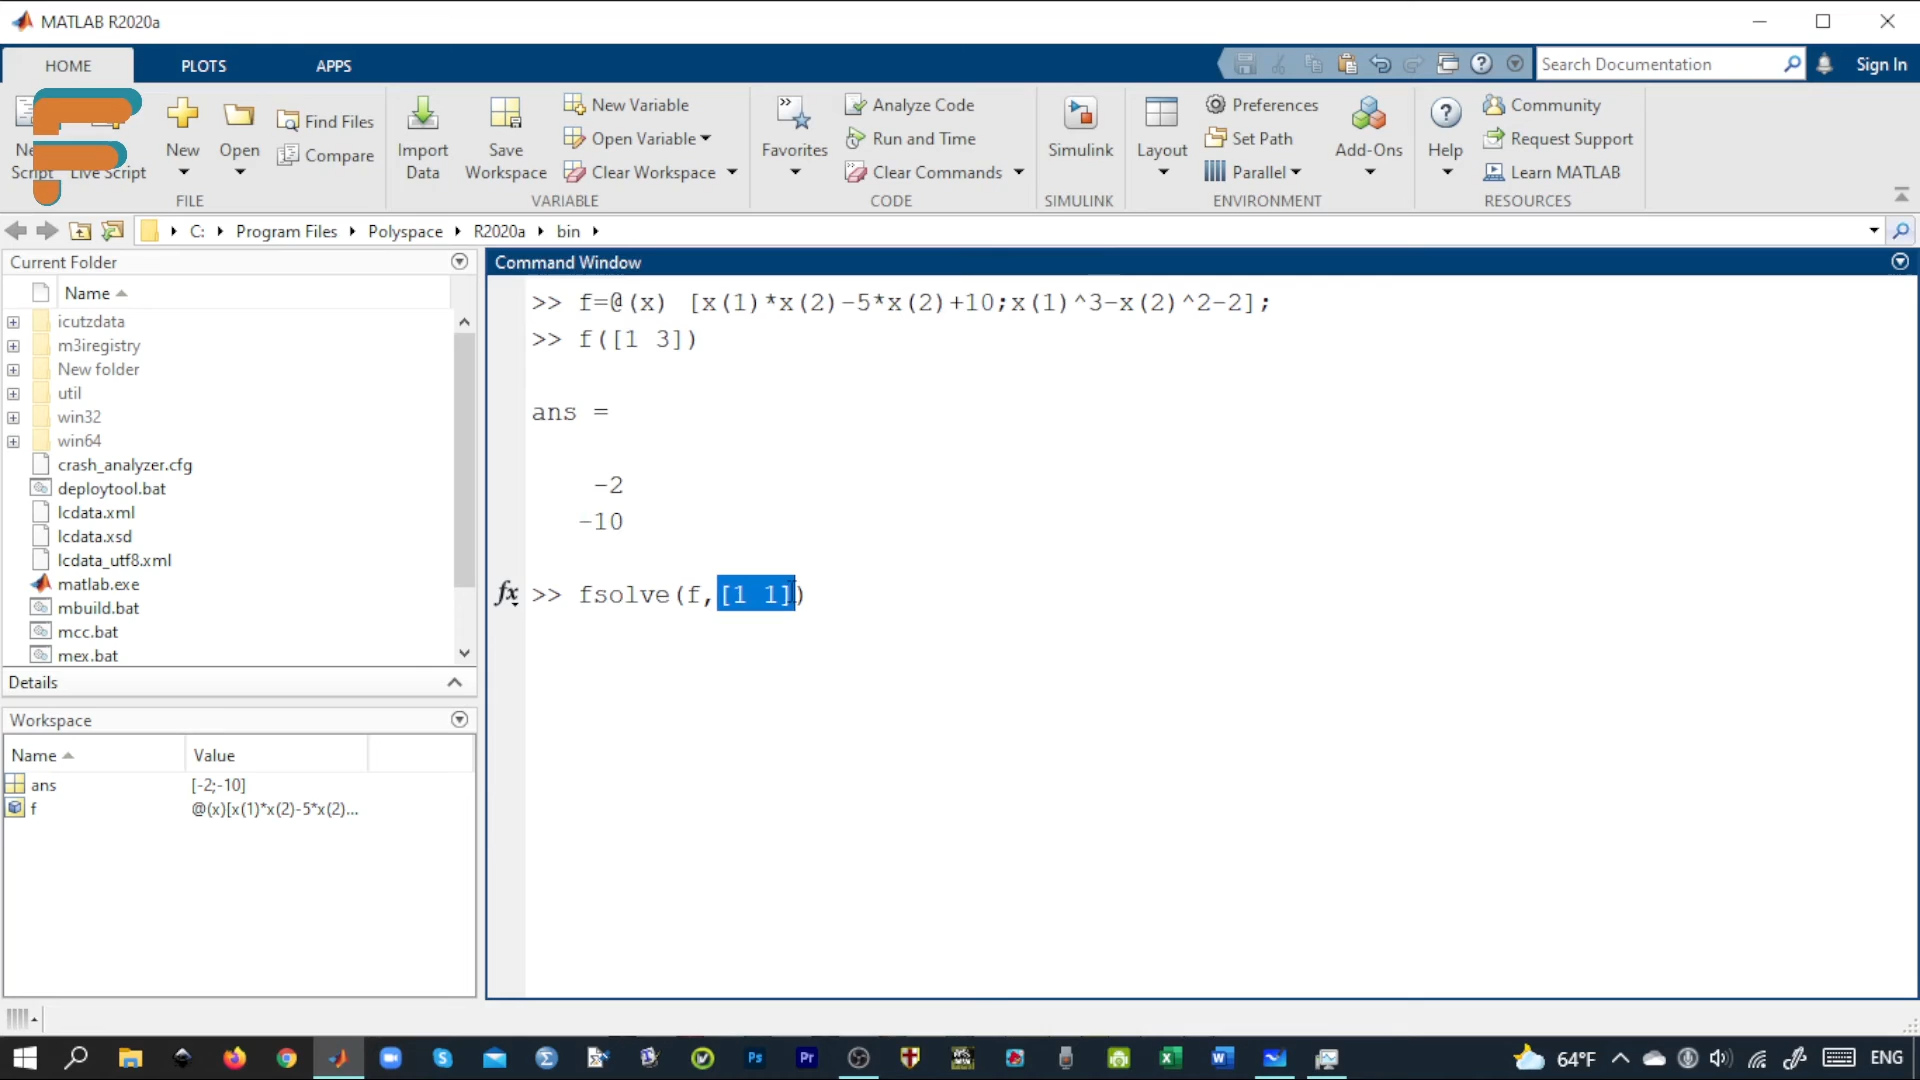 MATLAB R2020a
HOME PLOTS APPS
Search Documentation
Sign In
Script
Live Script
New
Open
Find Files
Compare
FILE
Import Data
Save Workspace
New Variable
Open Variable
Clear Workspace
VARIABLE
Favorites
Analyze Code
Run and Time
Clear Commands
CODE
Simulink
SIMULINK
Layout
Preferences
Set Path
Parallel
Add-Ons
ENVIRONMENT
Help
Community
Request Support
Learn MATLAB
RESOURCES
C: Program Files Polyspace R2020a bin
Current Folder
Name
icutzdata
m3iregistry
New folder
util
win32
win64
crash_analyzer.cfg
deploytool.bat
lcdata.xml
lcdata.xsd
lcdata_utf8.xml
matlab.exe
mbuild.bat
mcc.bat
mex.bat
Details
Workspace
Name Value
ans [-2;-10]
f @(x)[x(1)*x(2)-5*x(2)...
Command Window
>> f=@(x) [x(1)*x(2)-5*x(2)+10;x(1)^3-x(2)^2-2];
>> f([1 3])
ans =
-2
-10
fx >> fsolve(f,[1 1])
Ps
Pr
64°F
ENG